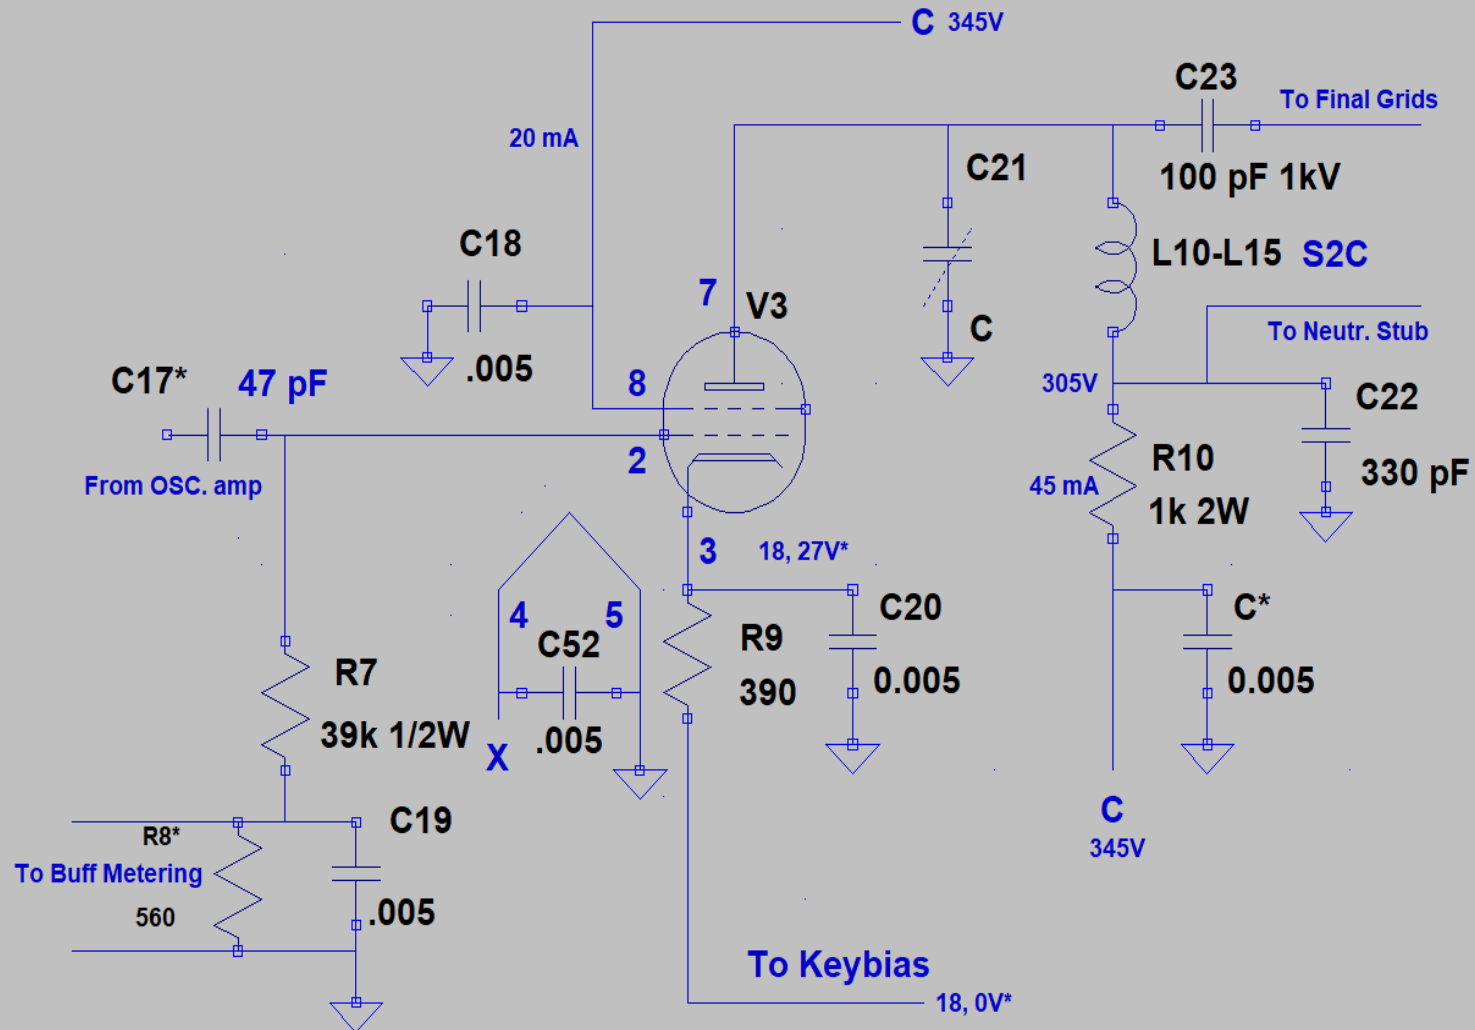 C 345V
C23
To Final Grids
20 mA
C21
100 pF 1kV
C18
L10-L15 S2C
7
V3
C
To Neutr. Stub
.005
C17*
47 pF
8
305V
C22
2
From OSC. amp
R10
45 mA
330 pF
1k 2W
3
18, 27V*
4
5
C20
C*
C52
R9
R7
390
0.005
0.005
39k 1/2W
X
.005
C19
C
R8*
345V
To Buff Metering
560
.005
To Keybias
18, 0V*